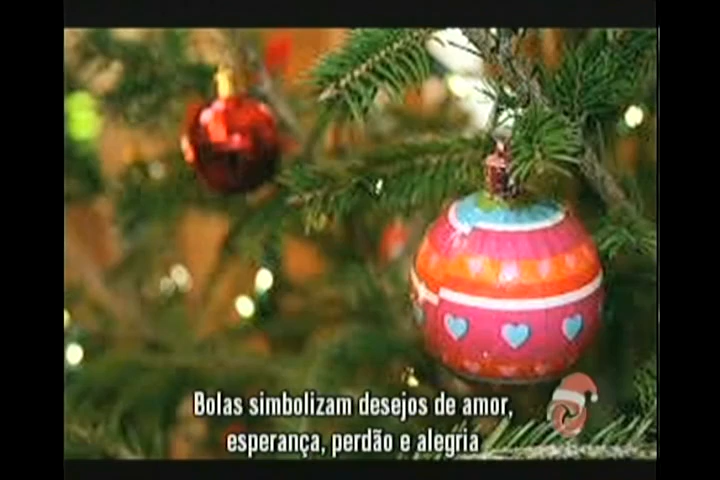 Bolas simbolizam desejos de amor,
esperança, perdão e alegria